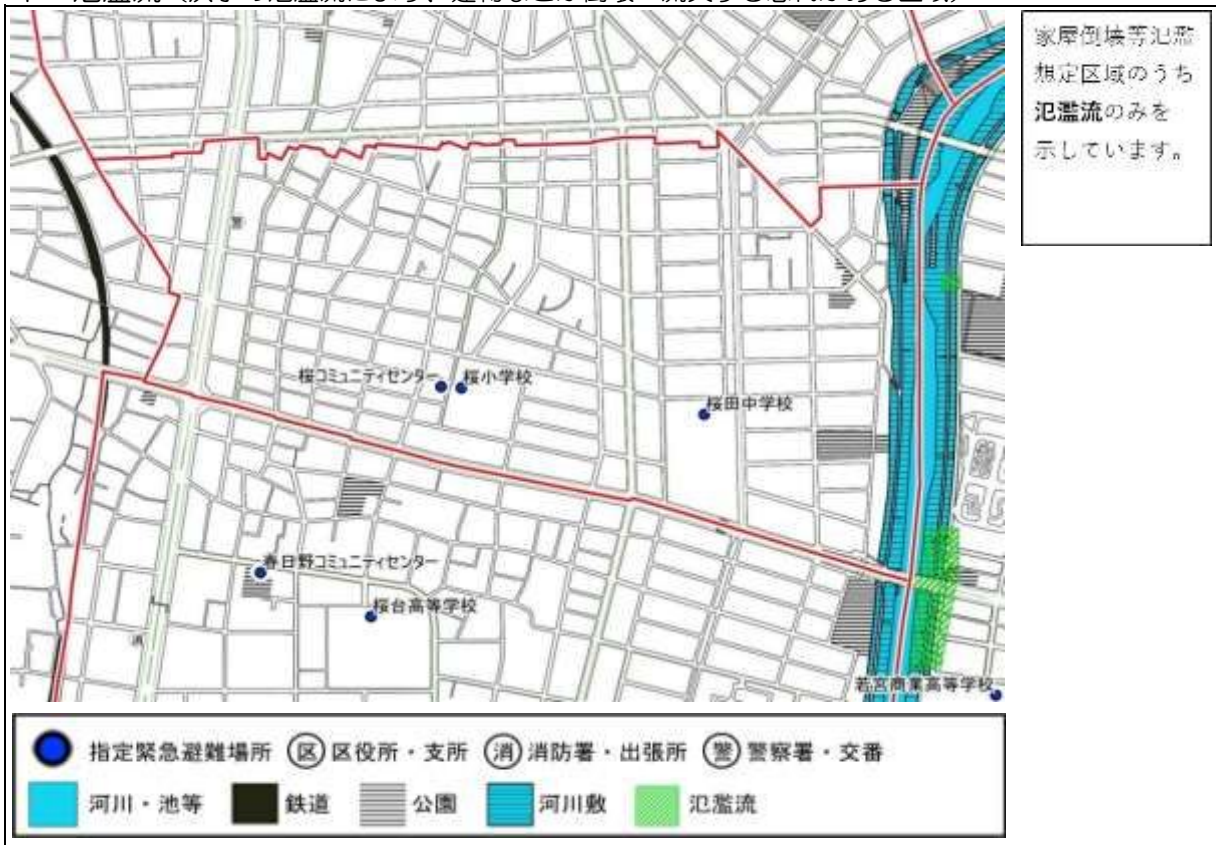 家屋倒壊等氾濫
想定区域のうち
氾濫流のみを
示しています。
桜コミュニティセンター
桜小学校
桜田中学校
春日野コミュニティセンター
桜台高等学校
若宮商業高等学校
指定緊急避難場所 区 区役所・支所 消 消防署・出張所 警 警察署・交番
河川・池等 鉄道 公園 河川敷 氾濫流